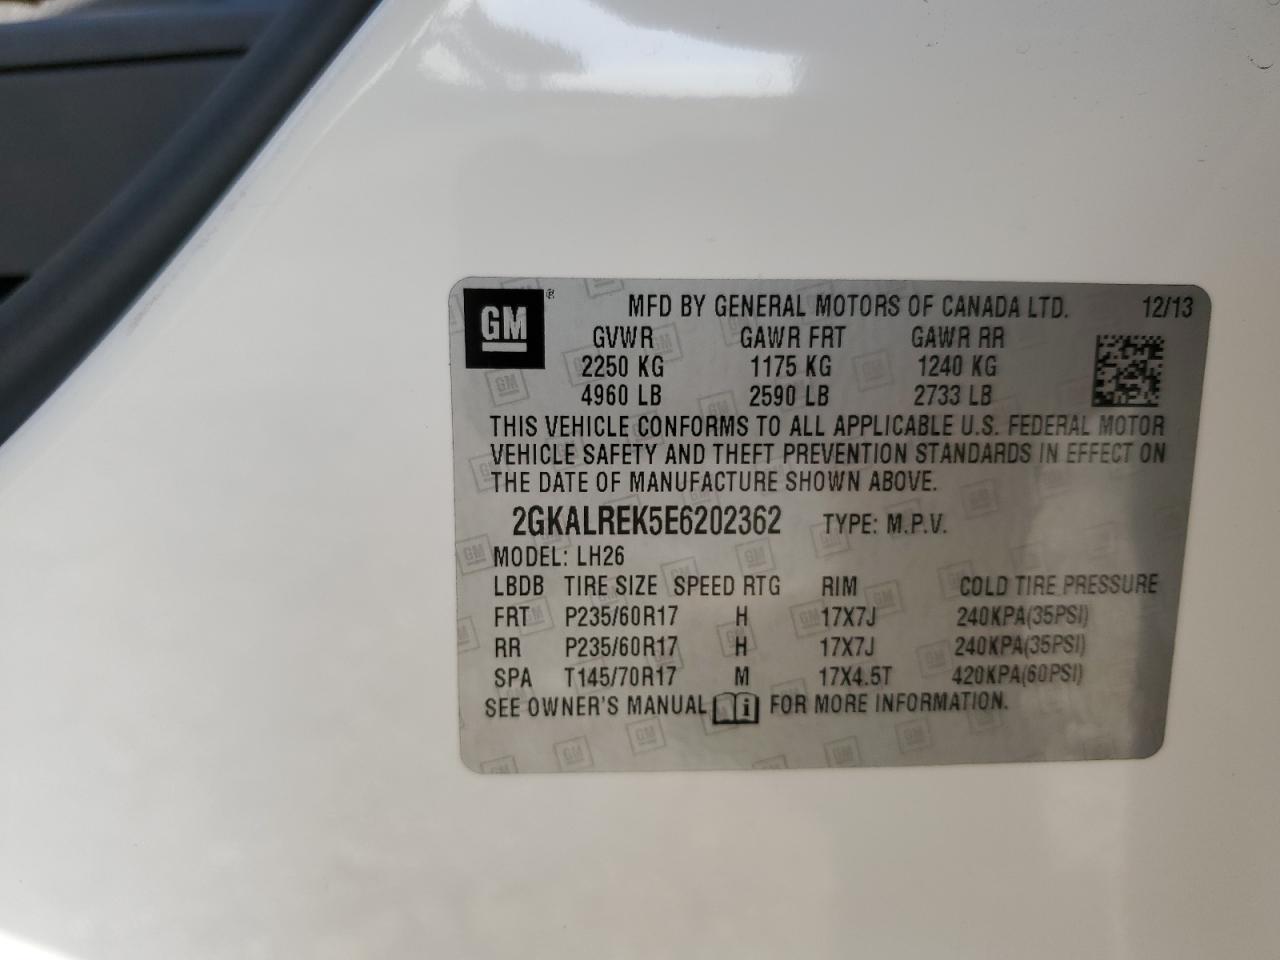 GM ® MFD BY GENERAL MOTORS OF CANADA LTD. 12/13
GVWR GAWR FRT GAWR RR
2250 KG 1175 KG 1240 KG
4960 LB 2590 LB 2733 LB
THIS VEHICLE CONFORMS TO ALL APPLICABLE U.S. FEDERAL MOTOR
VEHICLE SAFETY AND THEFT PREVENTION STANDARDS IN EFFECT ON
THE DATE OF MANUFACTURE SHOWN ABOVE.
2GKALREK5E6202362 TYPE: M.P.V.
MODEL: LH26
LBDB TIRE SIZE SPEED RTG RIM COLD TIRE PRESSURE
FRT P235/60R17 H 17X7J 240KPA(35PSI)
RR P235/60R17 H 17X7J 240KPA(35PSI)
SPA T145/70R17 M 17X4.5T 420KPA(60PSI)
SEE OWNER'S MANUAL i FOR MORE INFORMATION.